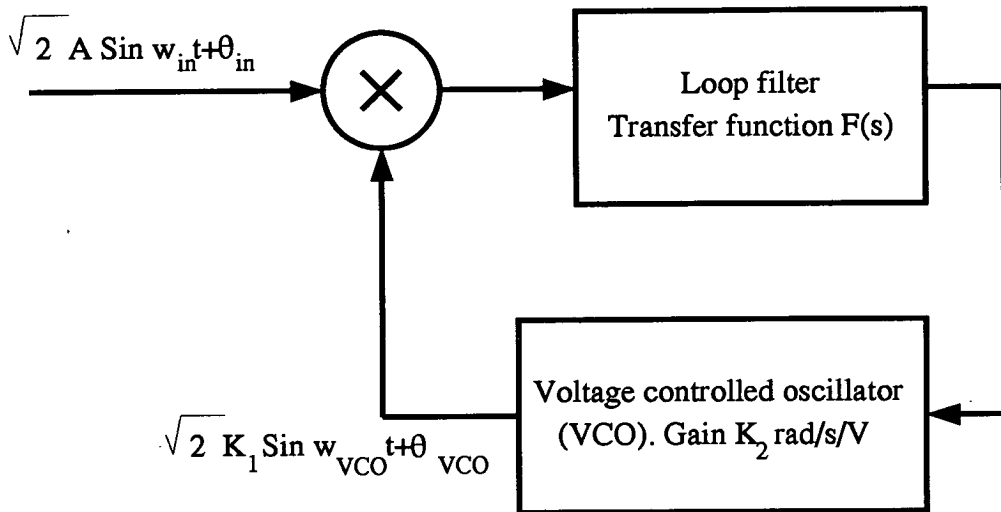 √2 A Sin w_in t+θ_in
Loop filter
Transfer function F(s)
Voltage controlled oscillator
(VCO). Gain K_2 rad/s/V
√2 K_1 Sin w_VCO t+θ_VCO